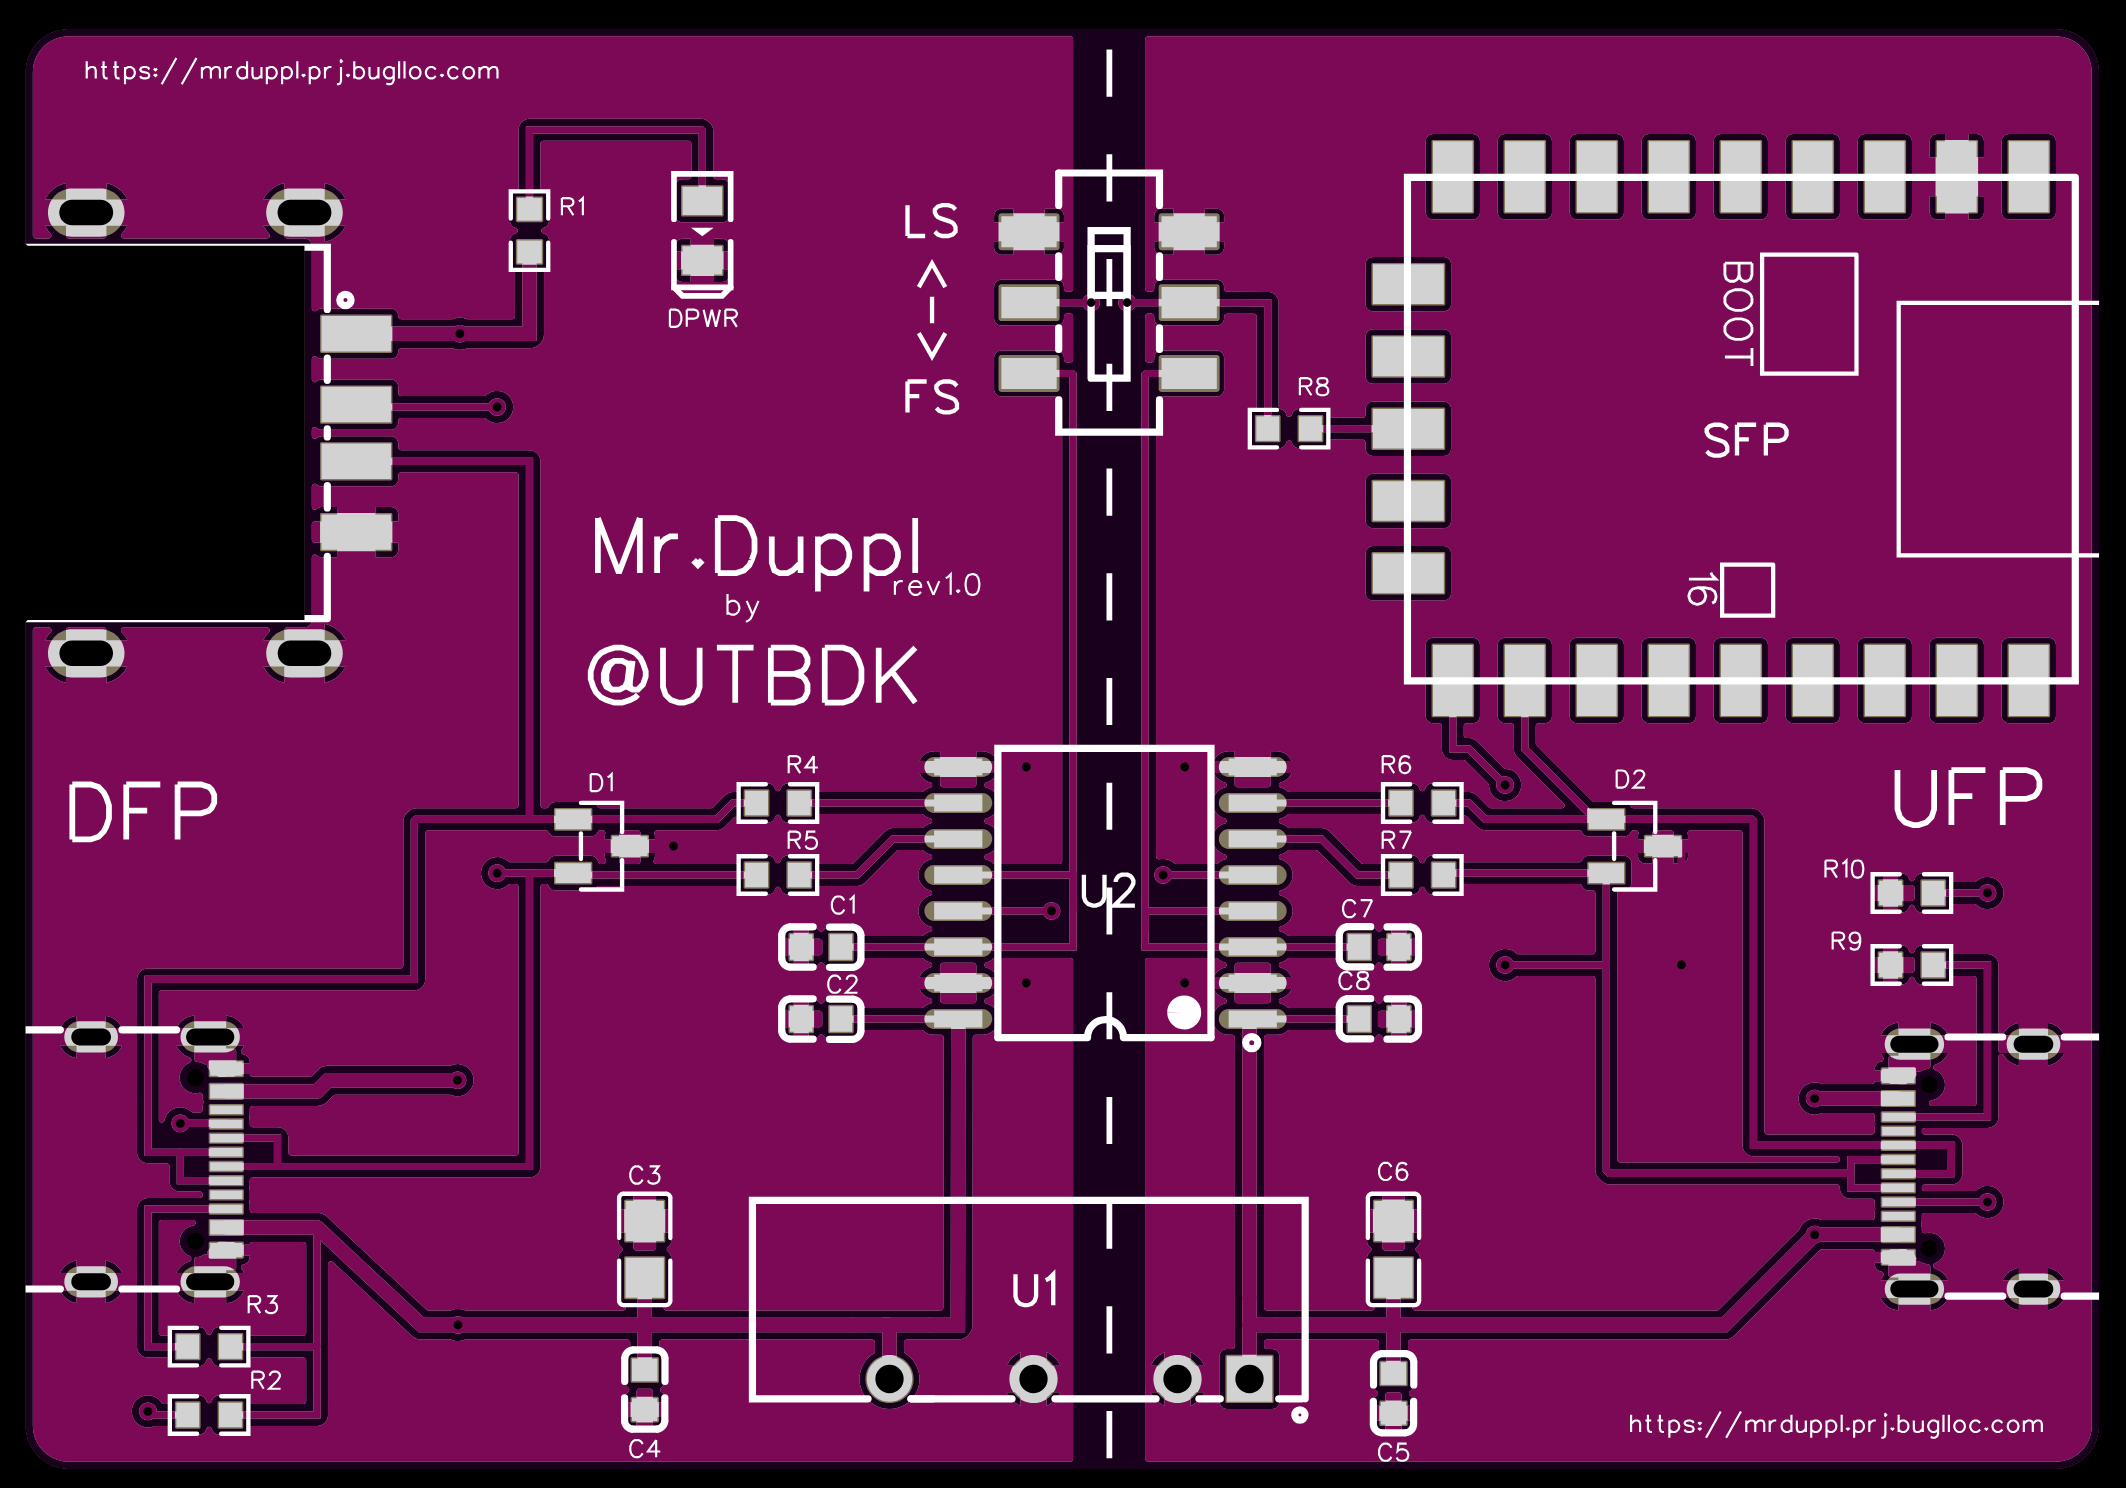 https://mrduppl.prj.buglloc.com
R1
DPWR
LS
<->
FS
R8
BOOT
SFP
16
Mr.Duppl
rev1.0
by
@UTBDK
DFP
UFP
D1
R4
R5
R6
R7
D2
U2
C1
C2
C7
C8
R10
R9
C3
C6
U1
R3
R2
C4
C5
https://mrduppl.prj.buglloc.com